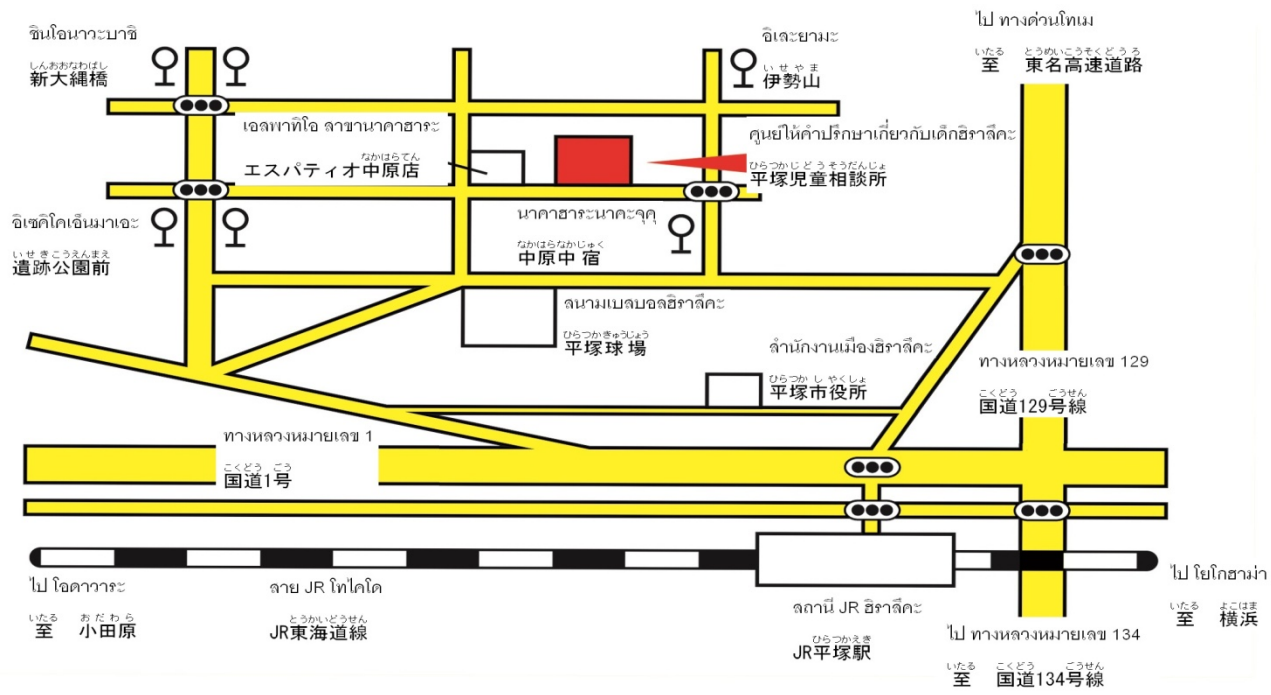 ชินโอนาวะบาชิ
しんおおなわばし
新大縄橋
อิเสะยามะ
いせやま
伊勢山
ไป ทางด่วนโทเม
いたる とうめいこうそくどうろ
至 東名高速道路
เอสพาทิโอ สาขานาคาฮาระ
なかはらてん
エスパティオ中原店
ศูนย์ให้คำปรึกษาเกี่ยวกับเด็กฮิราสึคะ
ひらつかじどうそうだんじょ
平塚児童相談所
อิเซคิโคเอ็นมาเอะ
いせきこうえんまえ
遺跡公園前
นาคาฮาระนาคะจุคุ
なかはらなかじゅく
中原中宿
สนามเบสบอลฮิราสึคะ
ひらつかきゅうじょう
平塚球場
สำนักงานเมืองฮิราสึคะ
ひらつかしやくしょ
平塚市役所
ทางหลวงหมายเลข 129
こくどう ごうせん
国道129号線
ทางหลวงหมายเลข 1
こくどう ごう
国道1号
ไป โอดาวาระ
いたる おだわら
至 小田原
สาย JR โทไคโด
とうかいどうせん
JR東海道線
สถานี JR ฮิราสึคะ
ひらつかえき
JR平塚駅
ไป โยโกฮาม่า
いたる よこはま
至 横浜
ไป ทางหลวงหมายเลข 134
いたる こくどう ごうせん
至 国道134号線